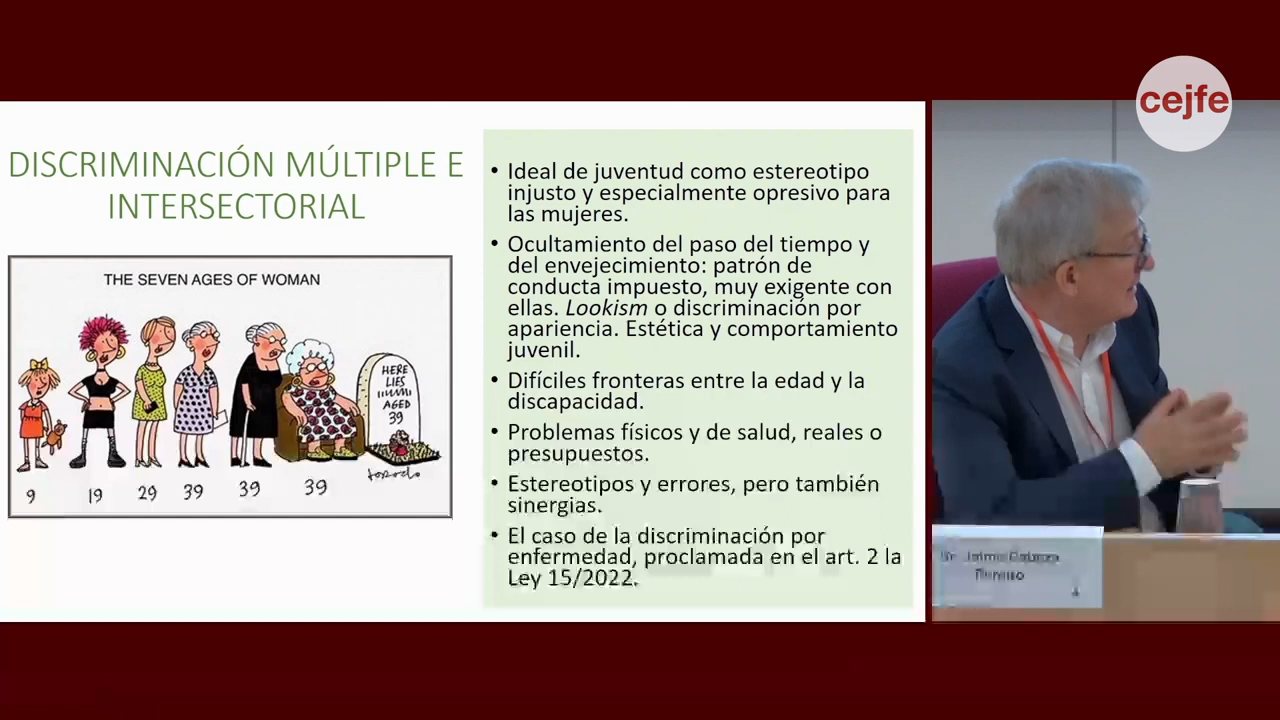 cejfe
DISCRIMINACIÓN MÚLTIPLE E
INTERSECTORIAL
THE SEVEN AGES OF WOMAN
HERE
LIES
AGED
39
9 19 29 39 39 39
• Ideal de juventud como estereotipo
injusto y especialmente opresivo para
las mujeres.
• Ocultamiento del paso del tiempo y
del envejecimiento: patrón de
conducta impuesto, muy exigente con
ellas. Lookism o discriminación por
apariencia. Estética y comportamiento
juvenil.
• Difíciles fronteras entre la edad y la
discapacidad.
• Problemas físicos y de salud, reales o
presupuestos.
• Estereotipos y errores, pero también
sinergias.
• El caso de la discriminación por
enfermedad, proclamada en el art. 2 la
Ley 15/2022.